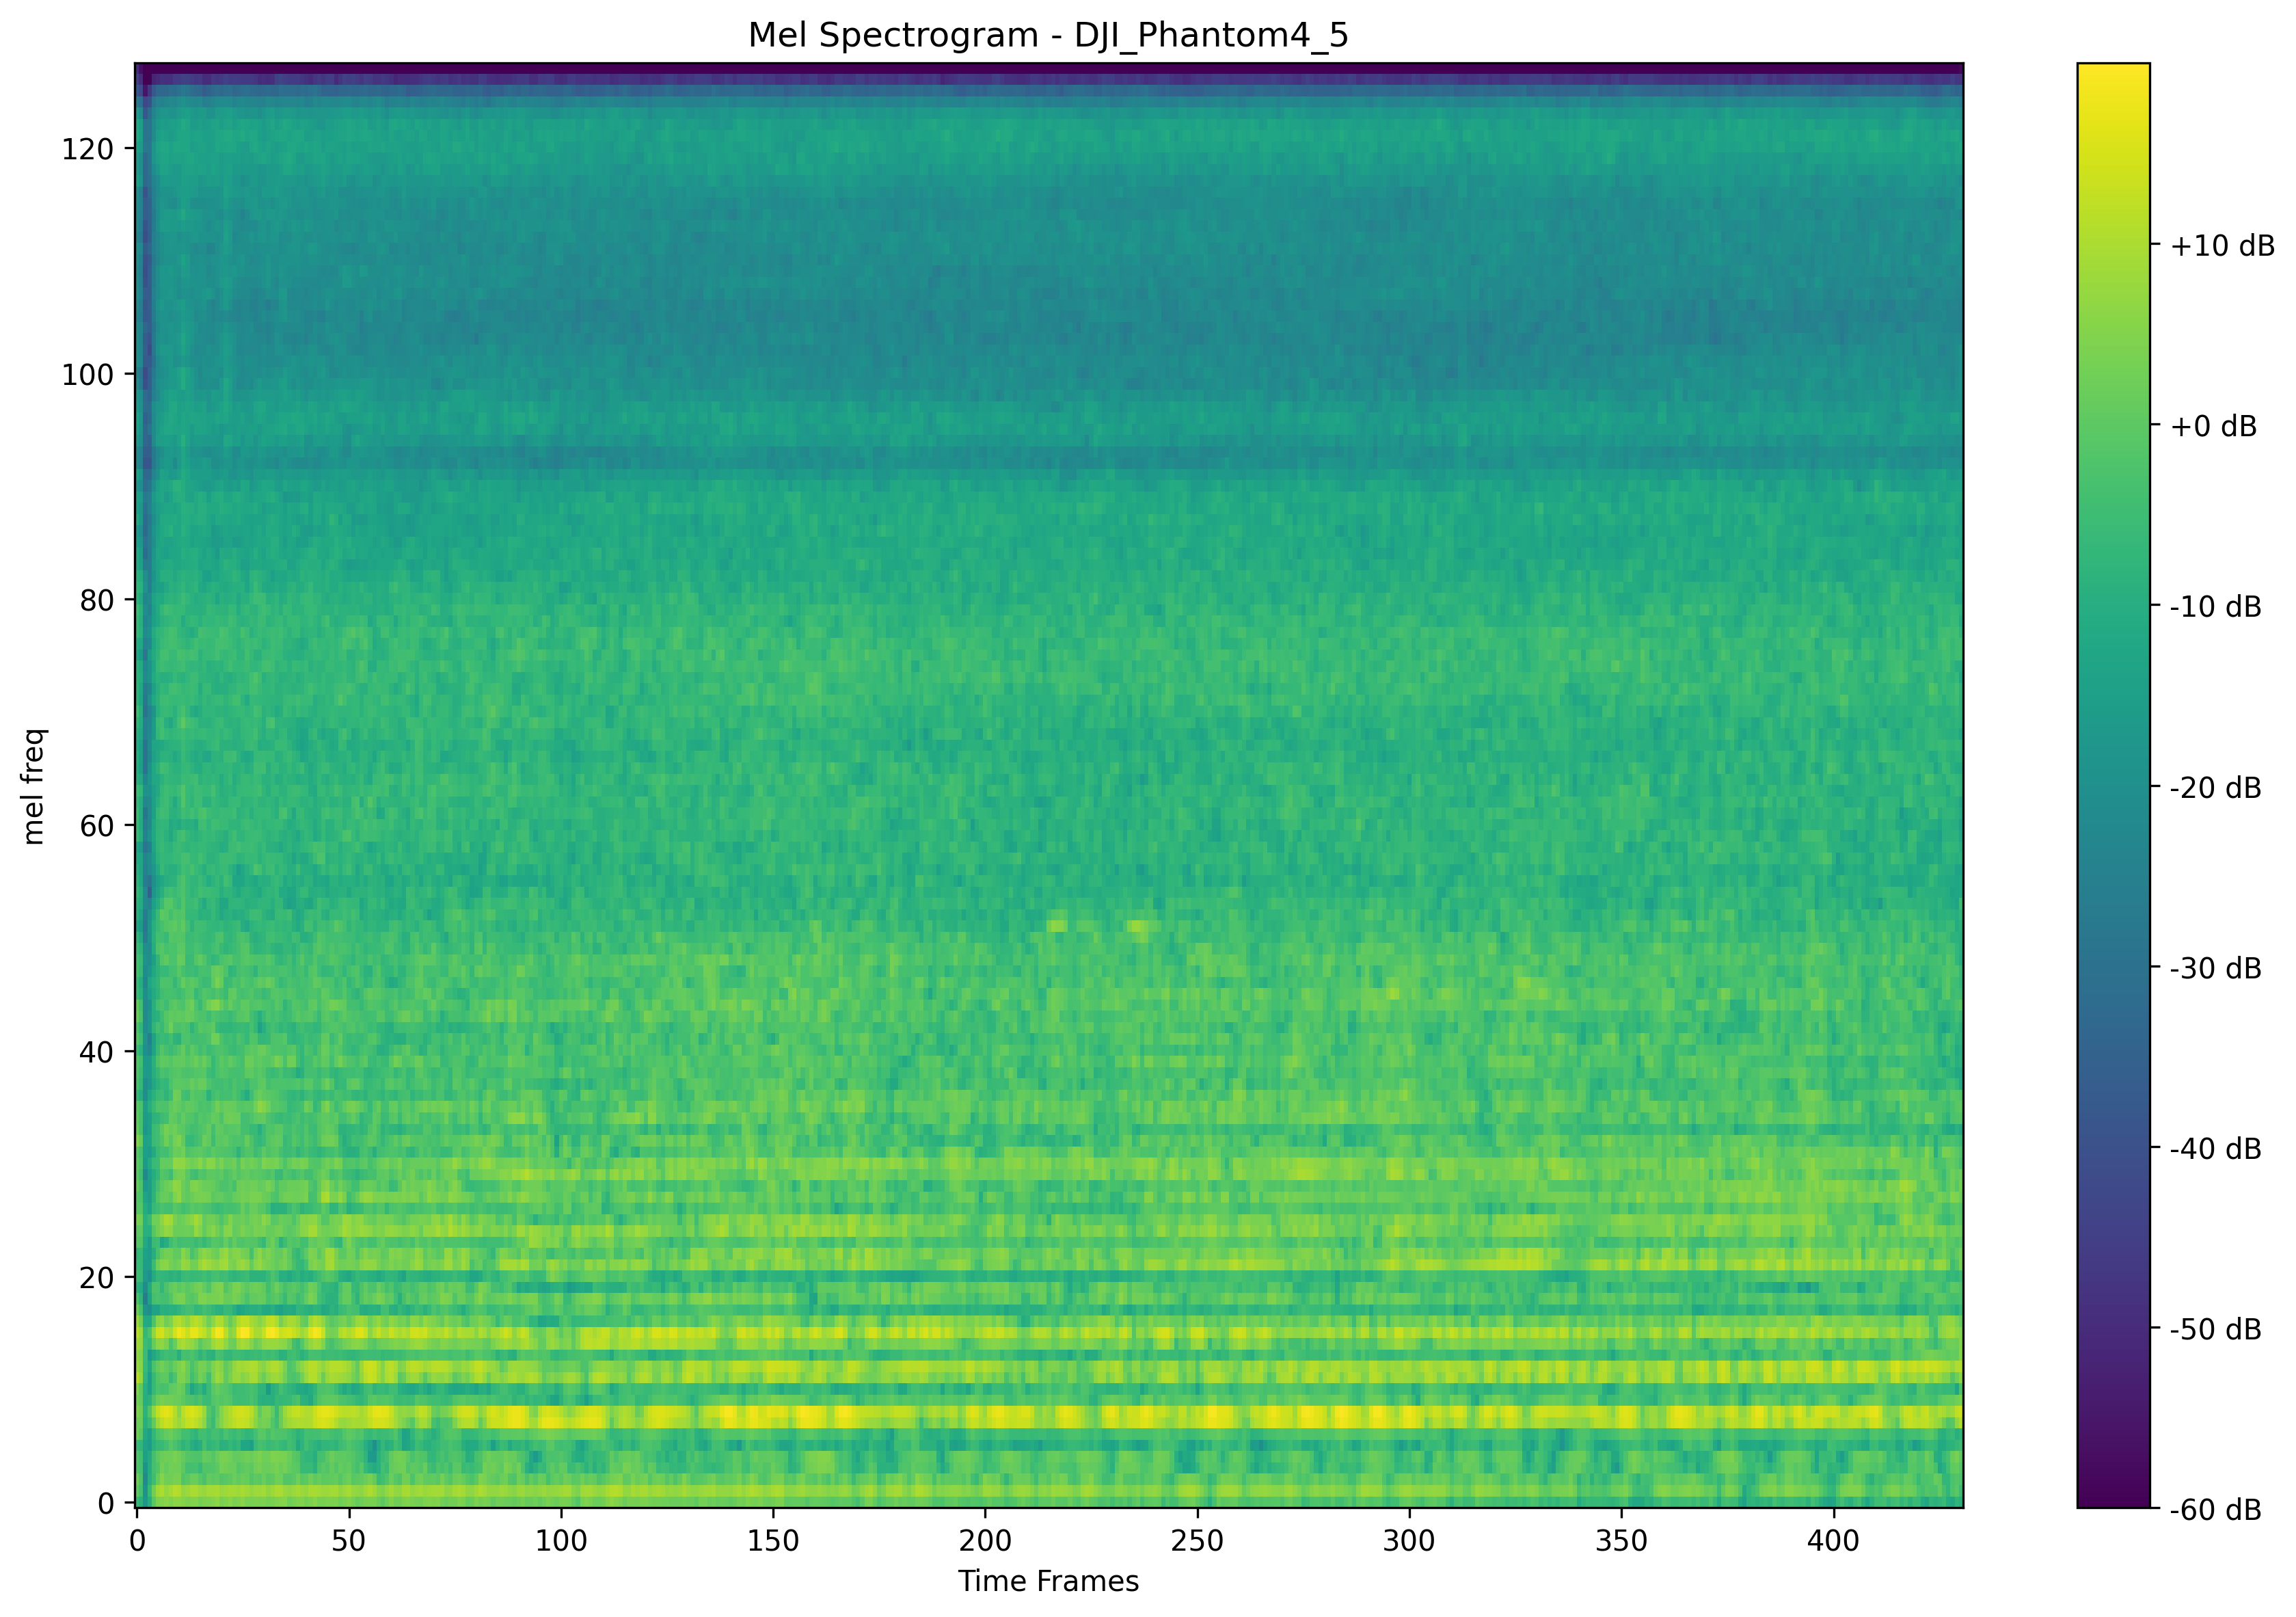 Mel Spectrogram - DJI_Phantom4_5
mel freq
120
100
80
60
40
20
0
0 50 100 150 200 250 300 350 400
Time Frames
+10 dB
+0 dB
-10 dB
-20 dB
-30 dB
-40 dB
-50 dB
-60 dB